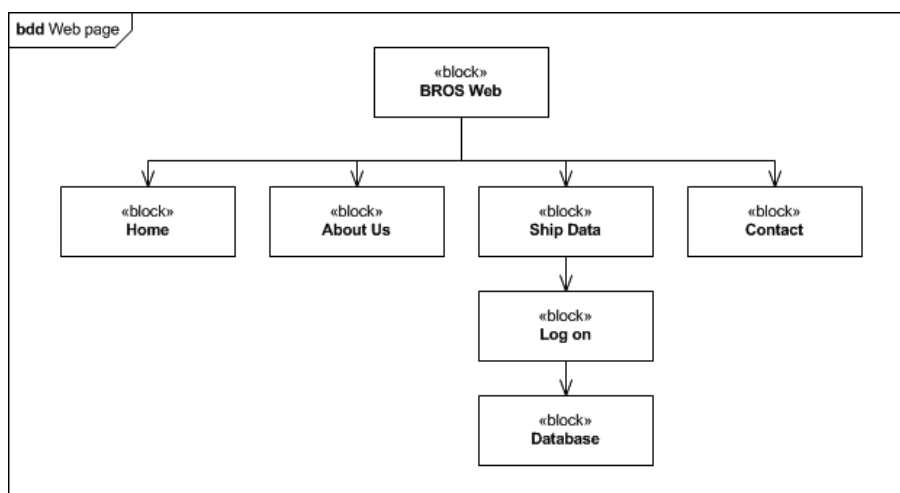 bdd Web page
«block»
BROS Web
«block»
Home
«block»
About Us
«block»
Ship Data
«block»
Contact
«block»
Log on
«block»
Database